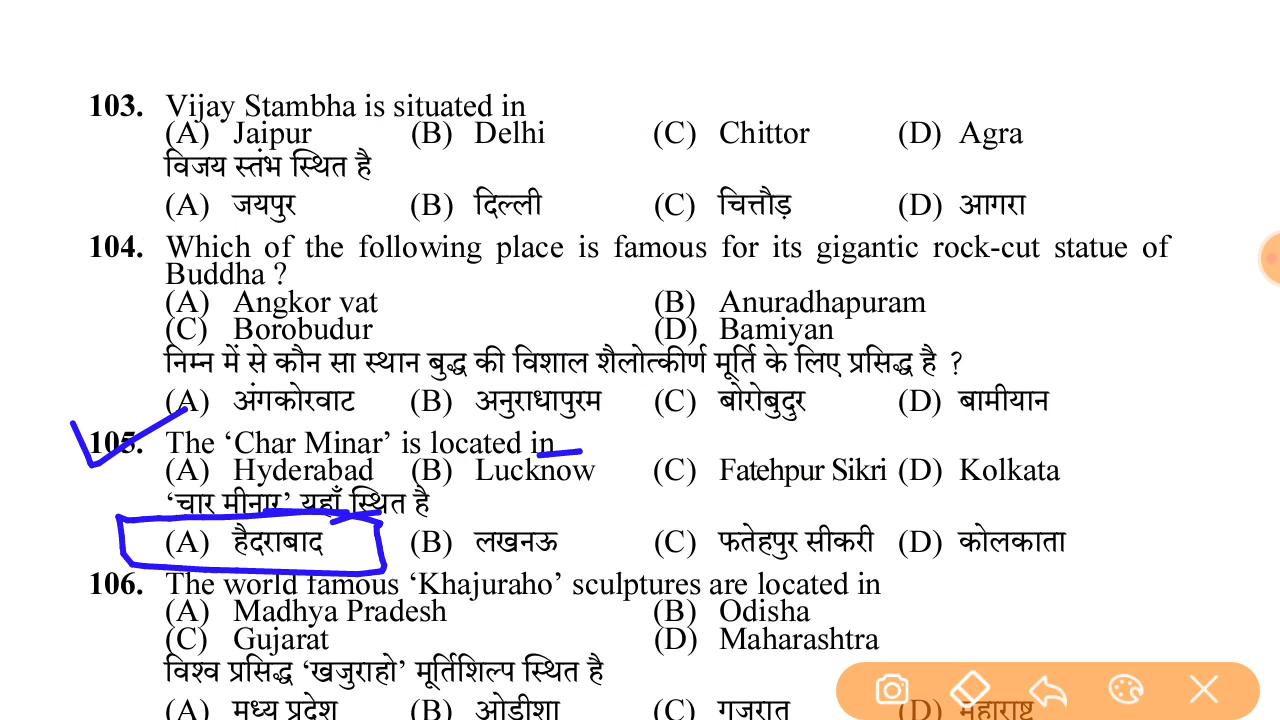 103. Vijay Stambha is situated in
(A) Jaipur (B) Delhi (C) Chittor (D) Agra
विजय स्तंभ स्थित है
(A) जयपुर (B) दिल्ली (C) चित्तौड़ (D) आगरा
104. Which of the following place is famous for its gigantic rock-cut statue of
Buddha ?
(A) Angkor vat (B) Anuradhapuram
(C) Borobudur (D) Bamiyan
निम्न में से कौन सा स्थान बुद्ध की विशाल शैलोत्कीर्ण मूर्ति के लिए प्रसिद्ध है ?
(A) अंगकोरवाट (B) अनुराधापुरम (C) बोरोबुदुर (D) बामीयान
105. The ‘Char Minar’ is located in
(A) Hyderabad (B) Lucknow (C) Fatehpur Sikri (D) Kolkata
‘चार मीनार’ यहाँ स्थित है
(A) हैदराबाद (B) लखनऊ (C) फतेहपुर सीकरी (D) कोलकाता
106. The world famous ‘Khajuraho’ sculptures are located in
(A) Madhya Pradesh (B) Odisha
(C) Gujarat (D) Maharashtra
विश्व प्रसिद्ध ‘खजुराहो’ मूर्तिशिल्प स्थित है
(A) मध्य प्रदेश (B) ओडीशा (C) गुजरात (D) महाराष्ट्र